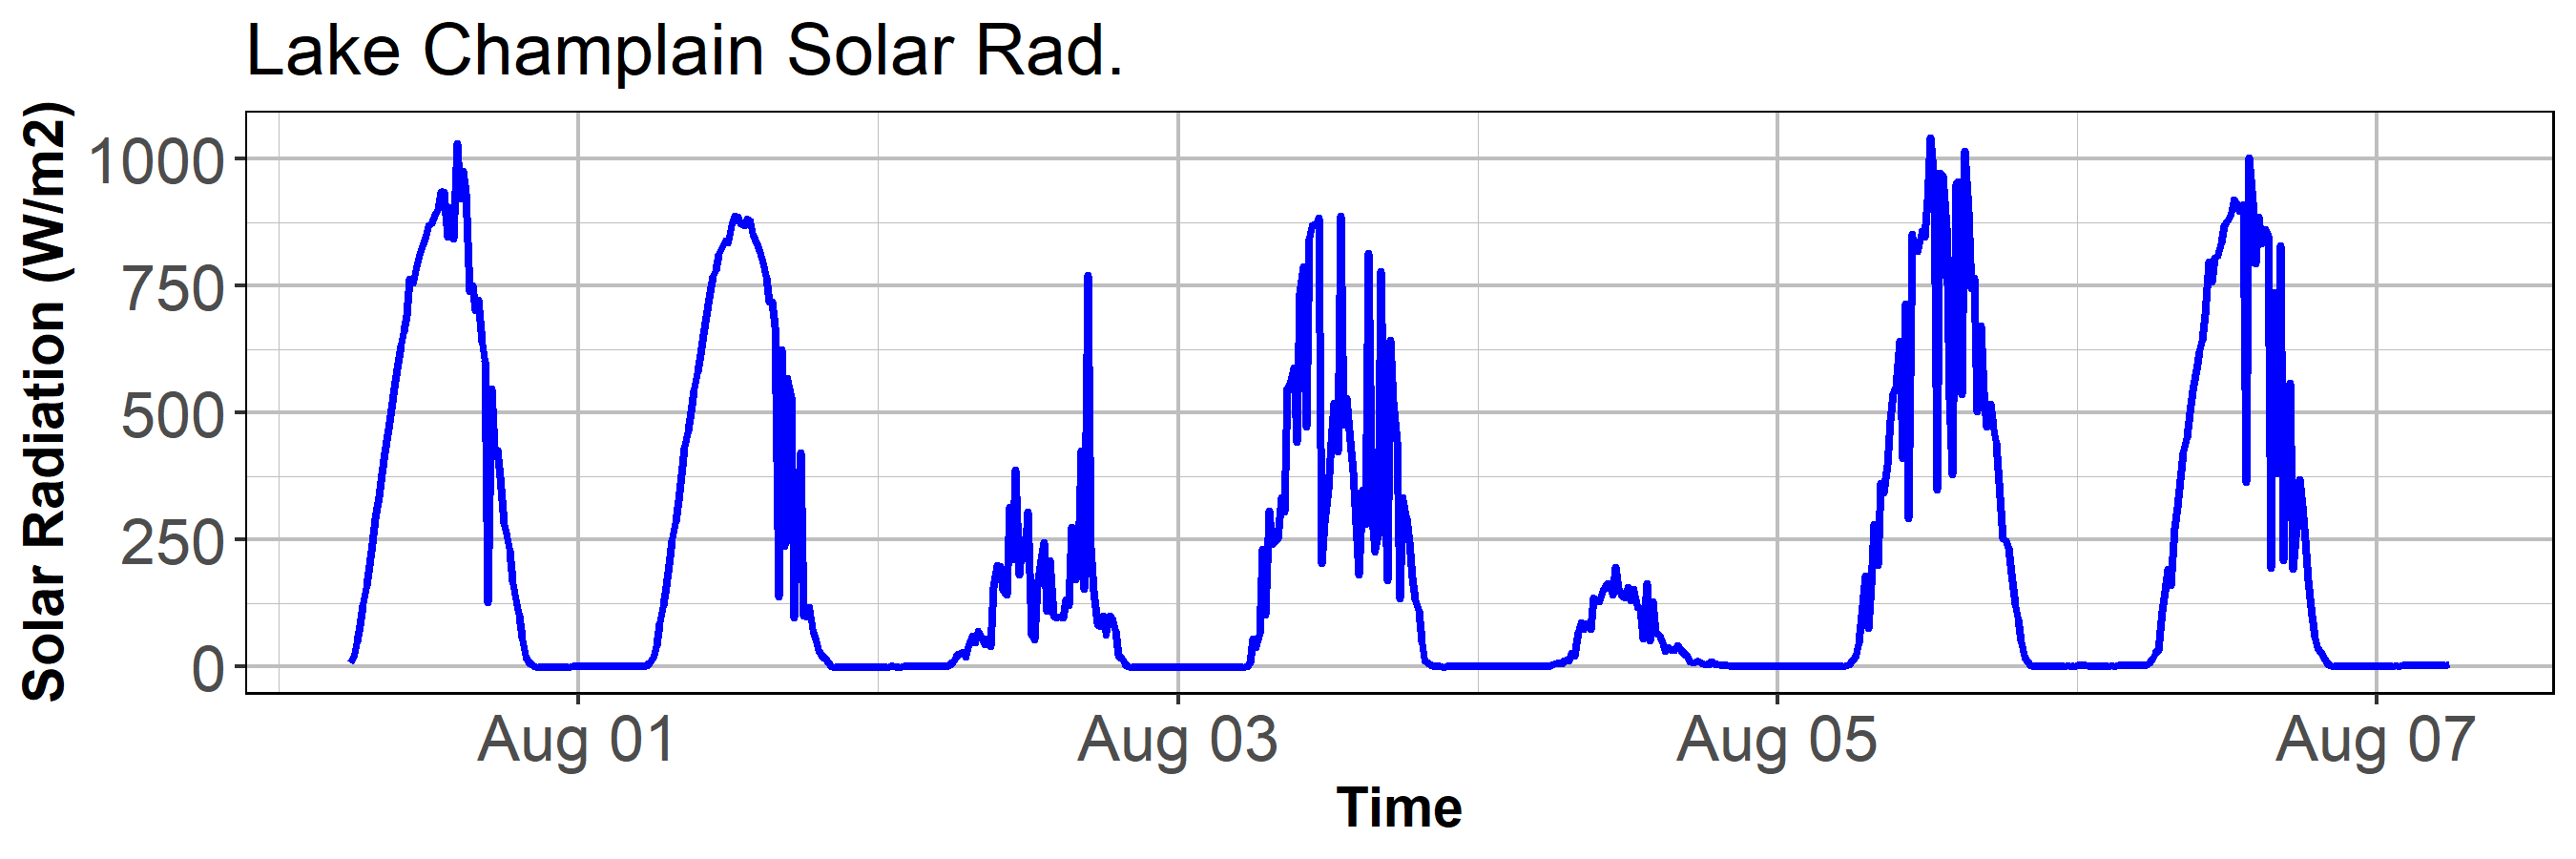 Lake Champlain Solar Rad.
Solar Radiation (W/m2)
1000
750
500
250
0
Aug 01 Aug 03 Aug 05 Aug 07
Time